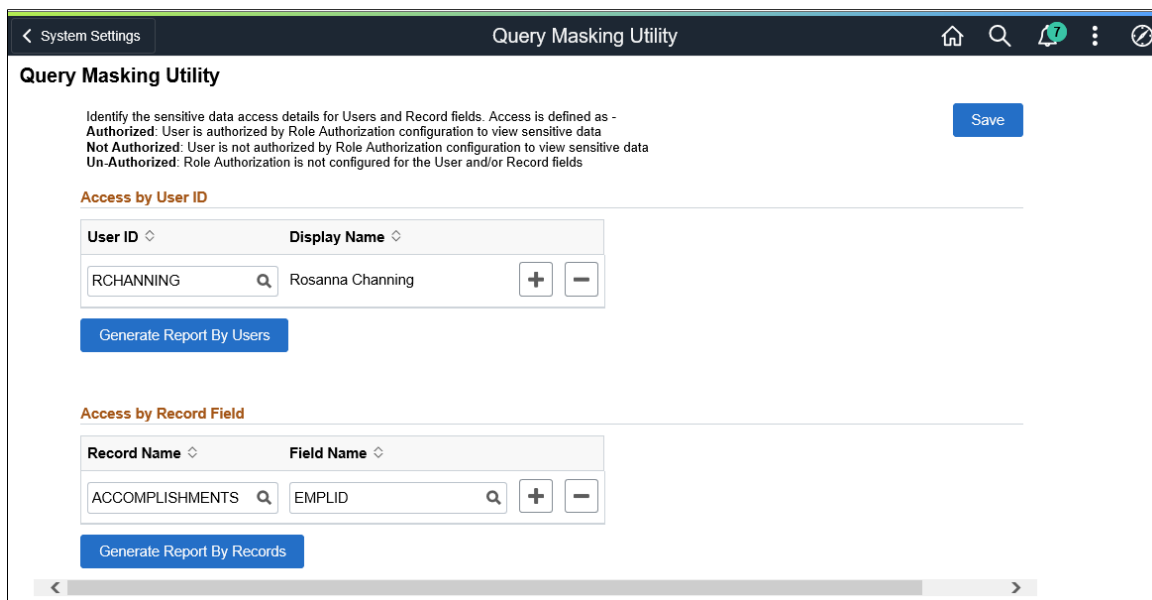 System Settings
Query Masking Utility
7
Query Masking Utility
Identify the sensitive data access details for Users and Record fields. Access is defined as -
Authorized: User is authorized by Role Authorization configuration to view sensitive data
Not Authorized: User is not authorized by Role Authorization configuration to view sensitive data
Un-Authorized: Role Authorization is not configured for the User and/or Record fields
Save
Access by User ID
User ID Display Name
RCHANNING Rosanna Channing
Generate Report By Users
Access by Record Field
Record Name Field Name
ACCOMPLISHMENTS EMPLID
Generate Report By Records